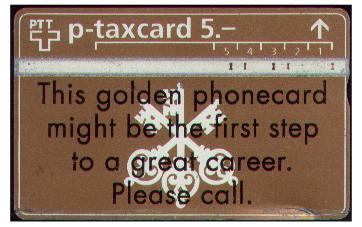 PTT p-taxcard 5.–
5 4 3 2 1
This golden phonecard
might be the first step
to a great career.
Please call.